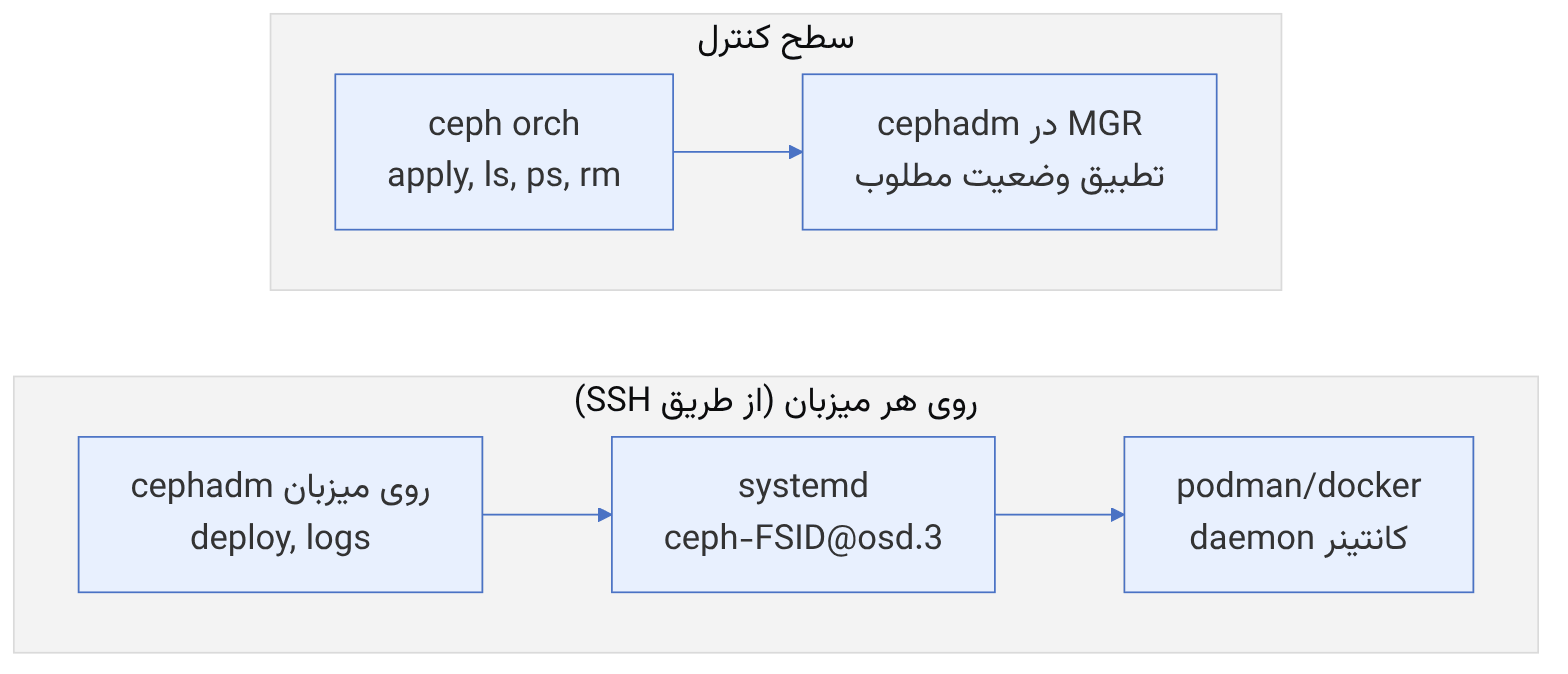 سطح کنترل
ceph orch
apply, ls, ps, rm
cephadm در MGR
تطبیق وضعیت مطلوب
روی هر میزبان (از طریق SSH)
cephadm روی میزبان
deploy, logs
systemd
ceph-FSID@osd.3
podman/docker
کانتینر daemon